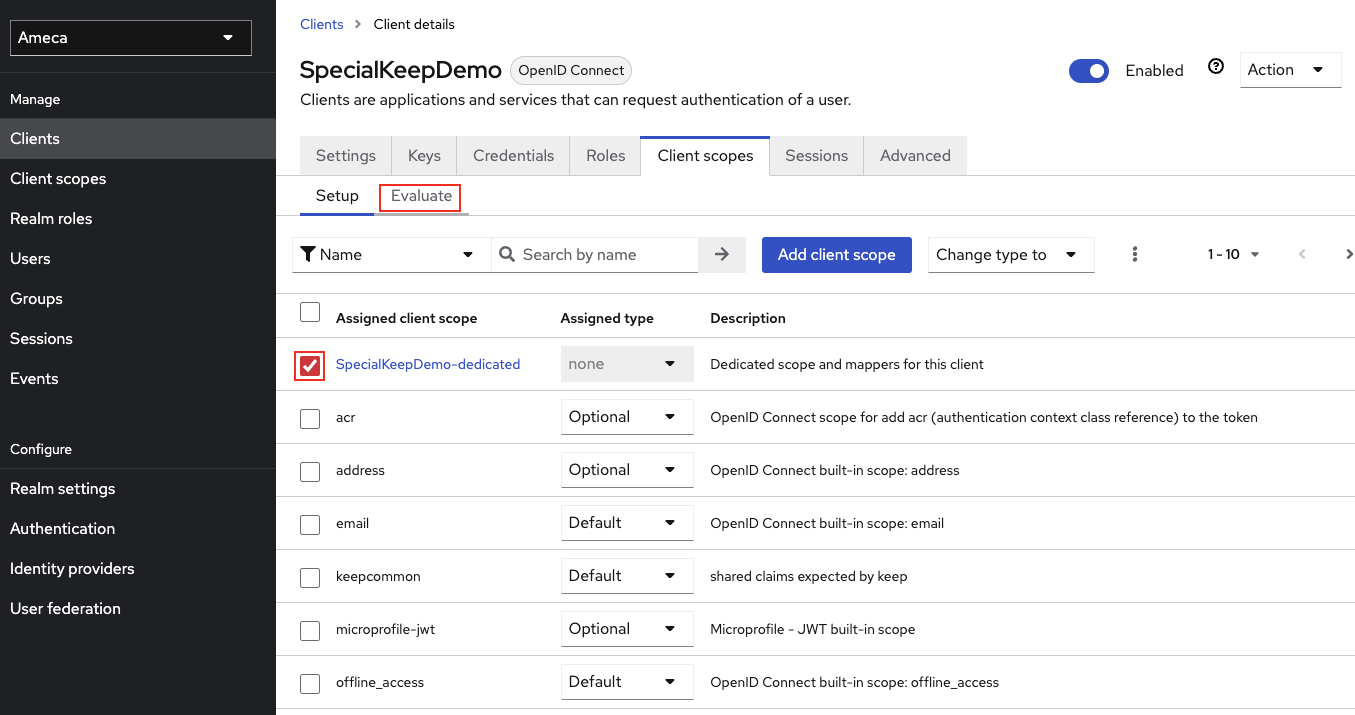 Ameca
Manage
Clients
Client scopes
Realm roles
Users
Groups
Sessions
Events
Configure
Realm settings
Authentication
Identity providers
User federation
Clients > Client details
SpecialKeepDemo OpenID Connect
Enabled
Action
Clients are applications and services that can request authentication of a user.
Settings Keys Credentials Roles Client scopes Sessions Advanced
Setup Evaluate
Name Search by name Add client scope Change type to 1 - 10
Assigned client scope Assigned type Description
SpecialKeepDemo-dedicated none Dedicated scope and mappers for this client
acr Optional OpenID Connect scope for add acr (authentication context class reference) to the token
address Optional OpenID Connect built-in scope: address
email Default OpenID Connect built-in scope: email
keepcommon Default shared claims expected by keep
microprofile-jwt Optional Microprofile - JWT built-in scope
offline_access Default OpenID Connect built-in scope: offline_access